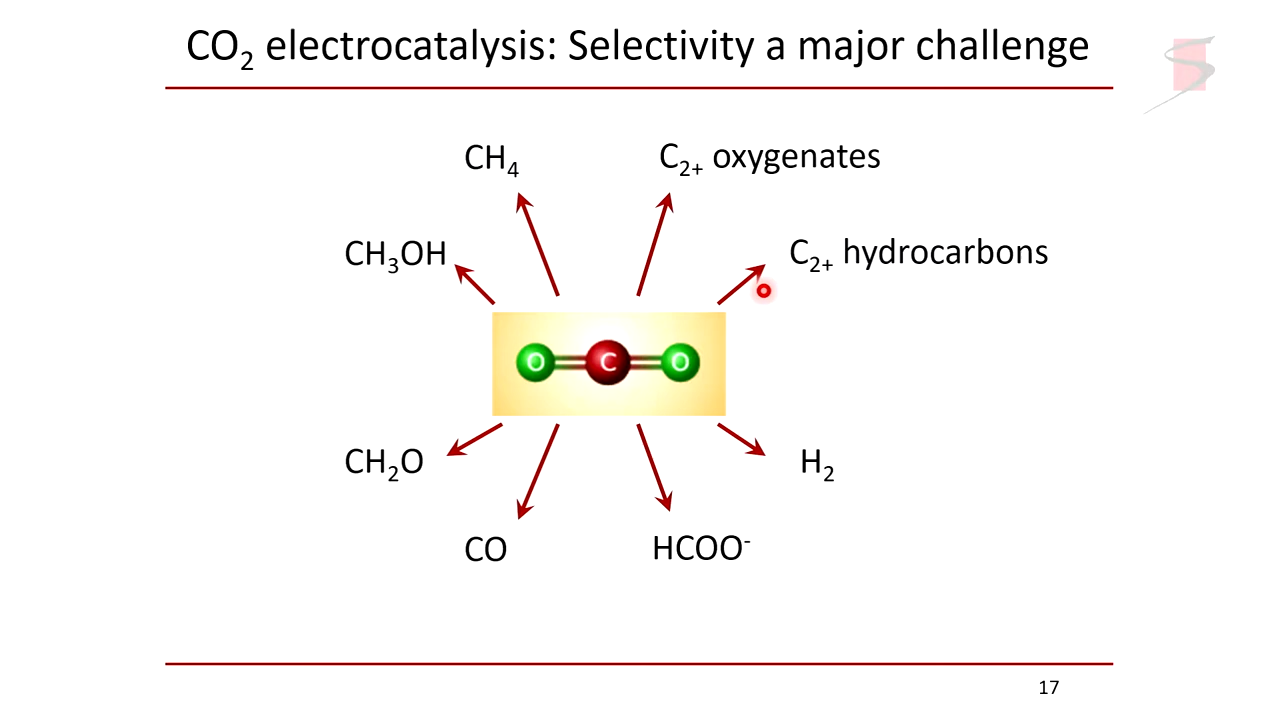 CO₂ electrocatalysis: Selectivity a major challenge
CH₄
C₂₊ oxygenates
CH₃OH
C₂₊ hydrocarbons
O C O
CH₂O
H₂
CO
HCOO⁻
17